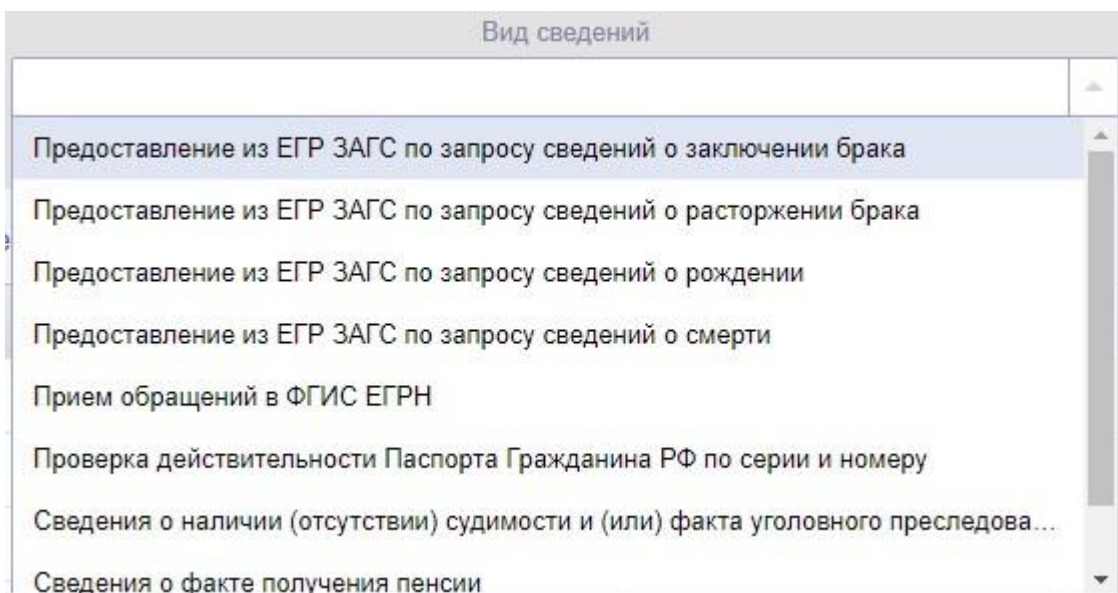 Вид сведений
Предоставление из ЕГР ЗАГС по запросу сведений о заключении брака
Предоставление из ЕГР ЗАГС по запросу сведений о расторжении брака
Предоставление из ЕГР ЗАГС по запросу сведений о рождении
Предоставление из ЕГР ЗАГС по запросу сведений о смерти
Прием обращений в ФГИС ЕГРН
Проверка действительности Паспорта Гражданина РФ по серии и номеру
Сведения о наличии (отсутствии) судимости и (или) факта уголовного преследова...
Сведения о факте получения пенсии